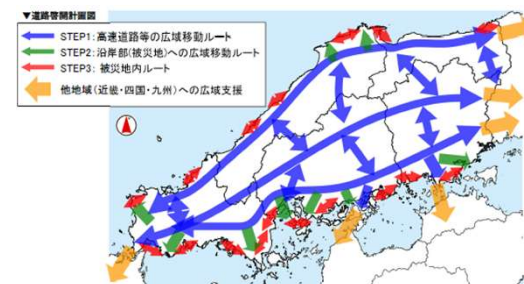 ▼道路啓開計画図
STEP1:高速道路等の広域移動ルート
STEP2:沿岸部(被災地)への広域移動ルート
STEP3: 被災地内ルート
他地域(近畿・四国・九州)への広域支援